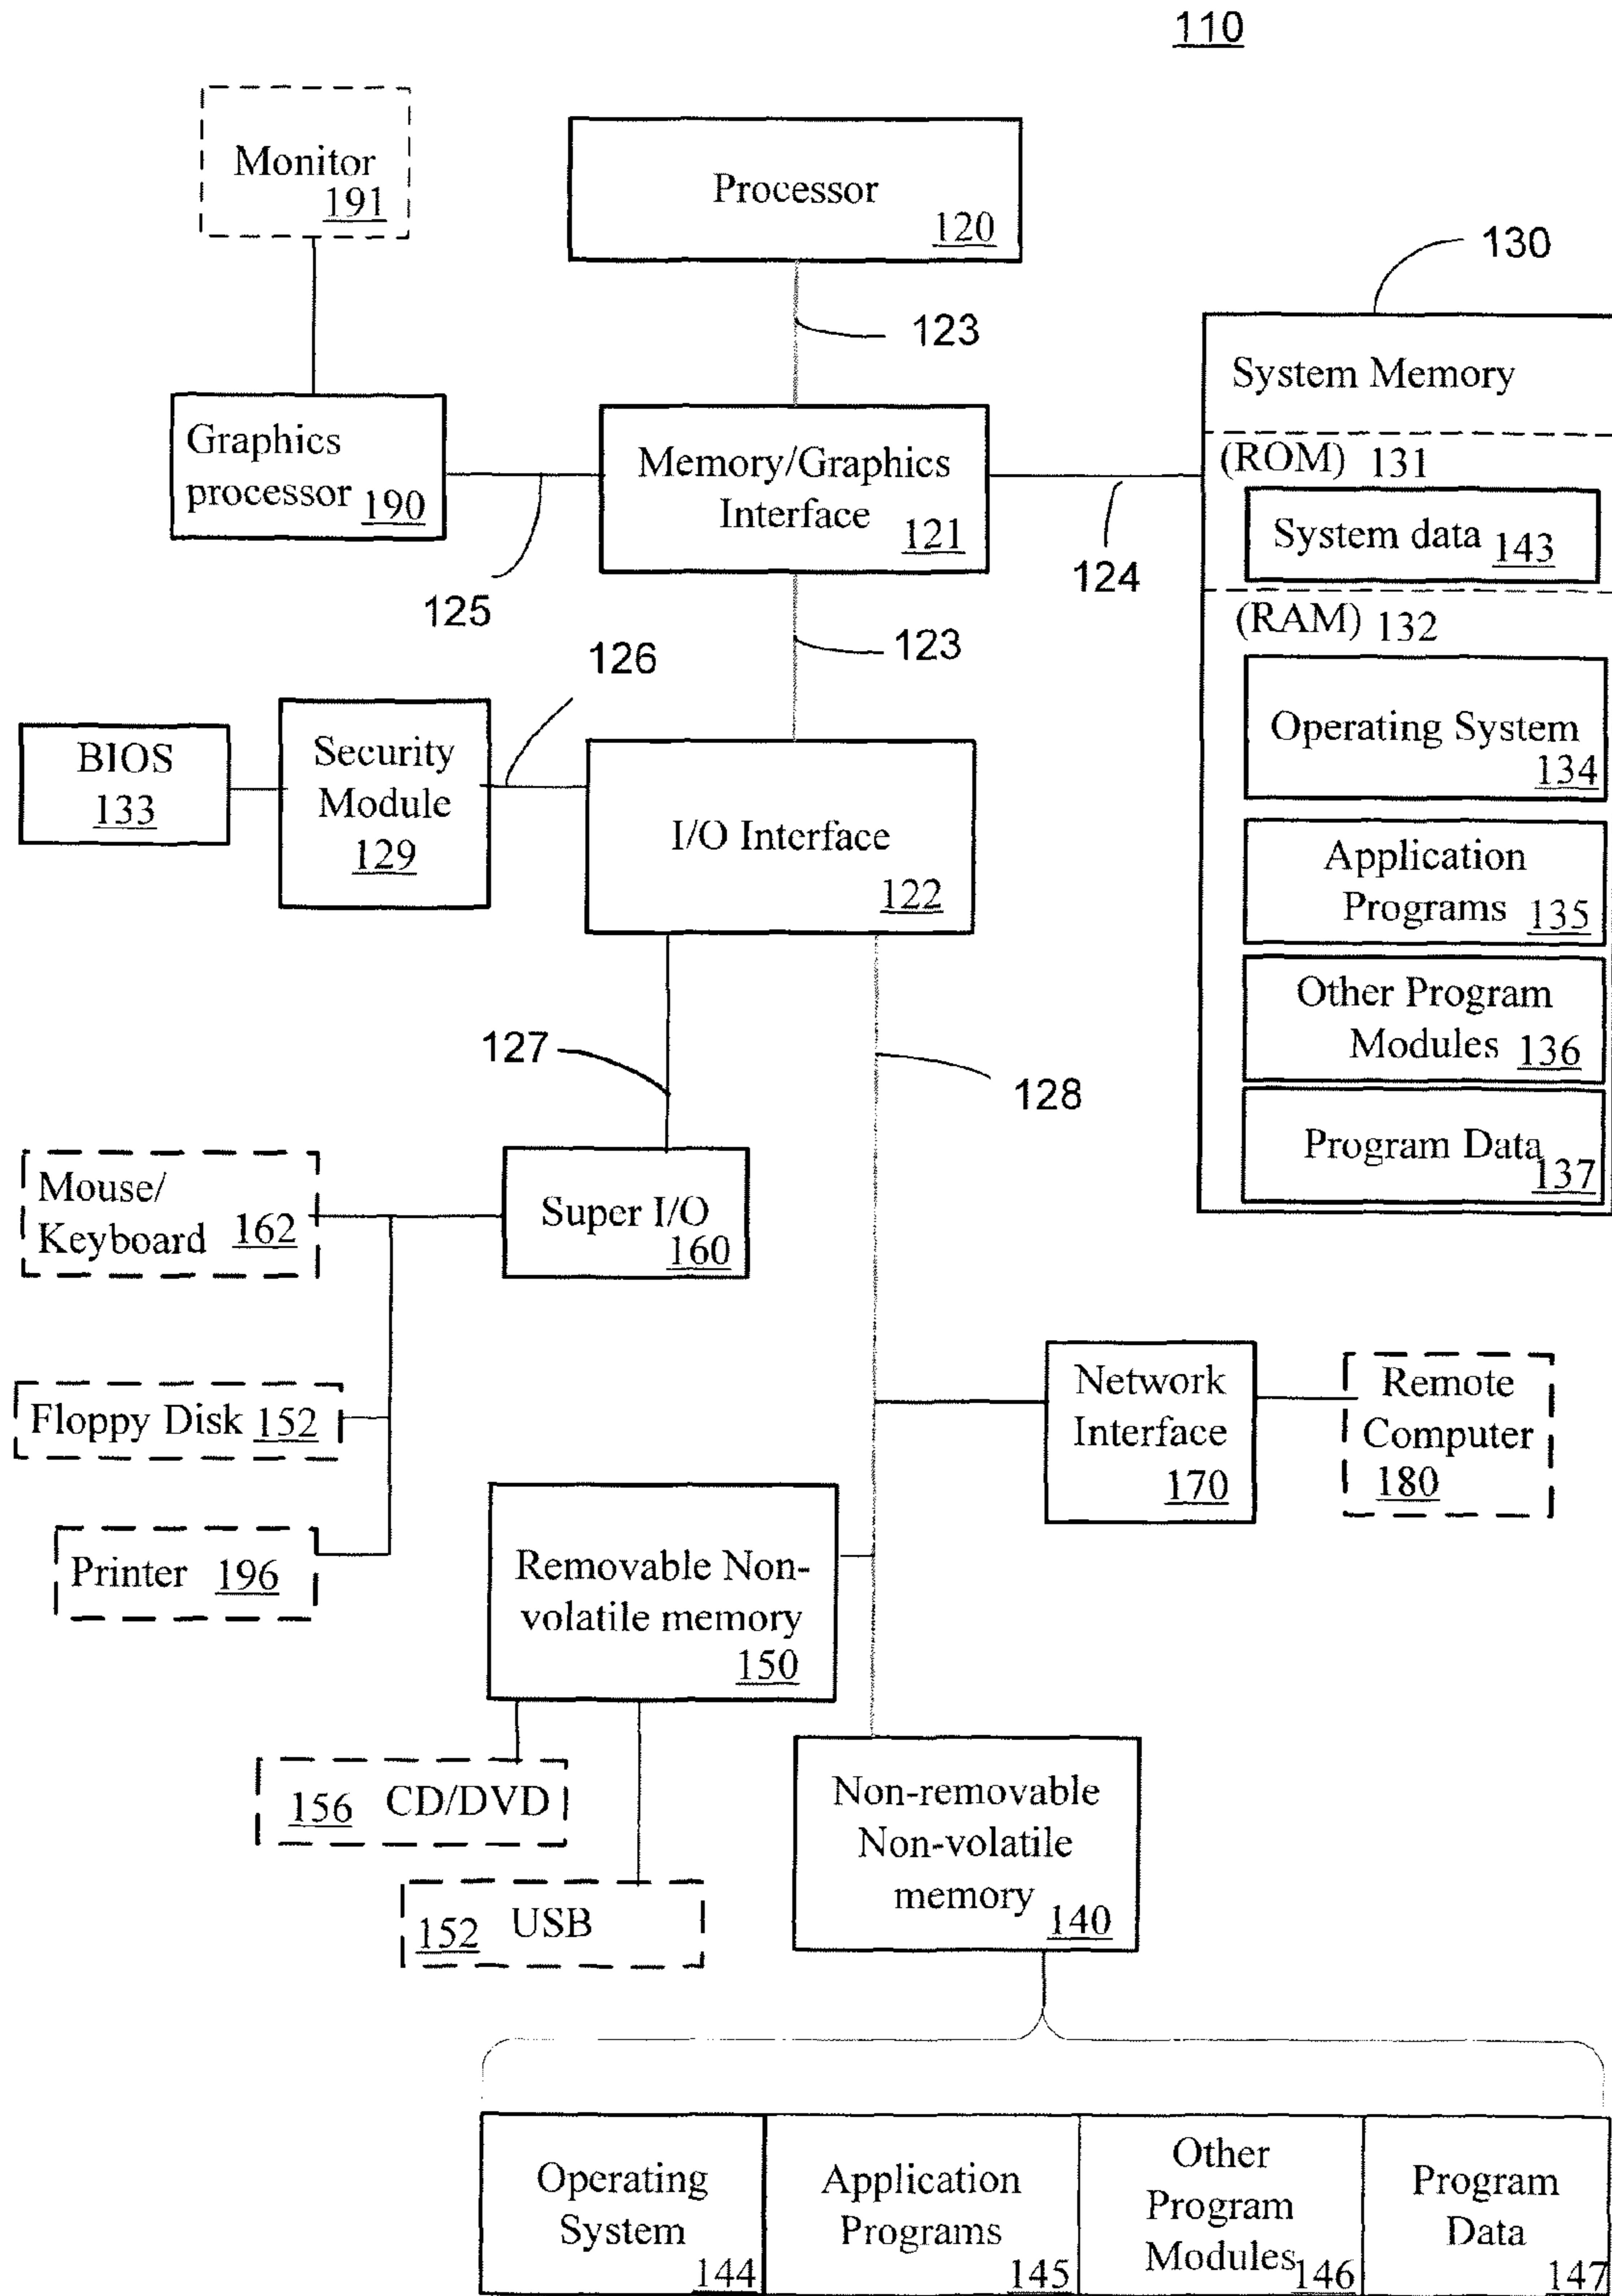 110
Monitor
191
Processor
120
130
123
System Memory
Graphics
processor 190
Memory/Graphics
Interface
121
(ROM) 131
System data 143
124
125
(RAM) 132
123
126
Operating System
134
BIOS
133
Security
Module
129
I/O Interface
122
Application
Programs 135
Other Program
Modules 136
127
128
Program Data
137
Mouse/
Keyboard 162
Super I/O
160
Network
Interface
170
Remote
Computer
180
Floppy Disk 152
Printer 196
Removable Non-
volatile memory
150
156 CD/DVD
152 USB
Non-removable
Non-volatile
memory
140
Operating
System
144
Application
Programs
145
Other
Program
Modules 146
Program
Data
147